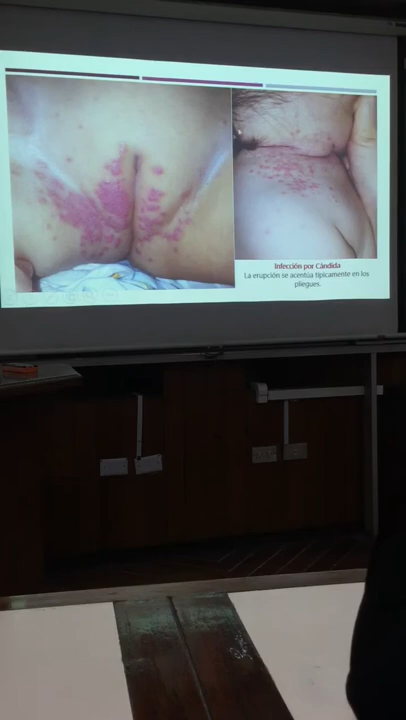 Infección por Cándida
La erupción se acentúa típicamente en los
pliegues.